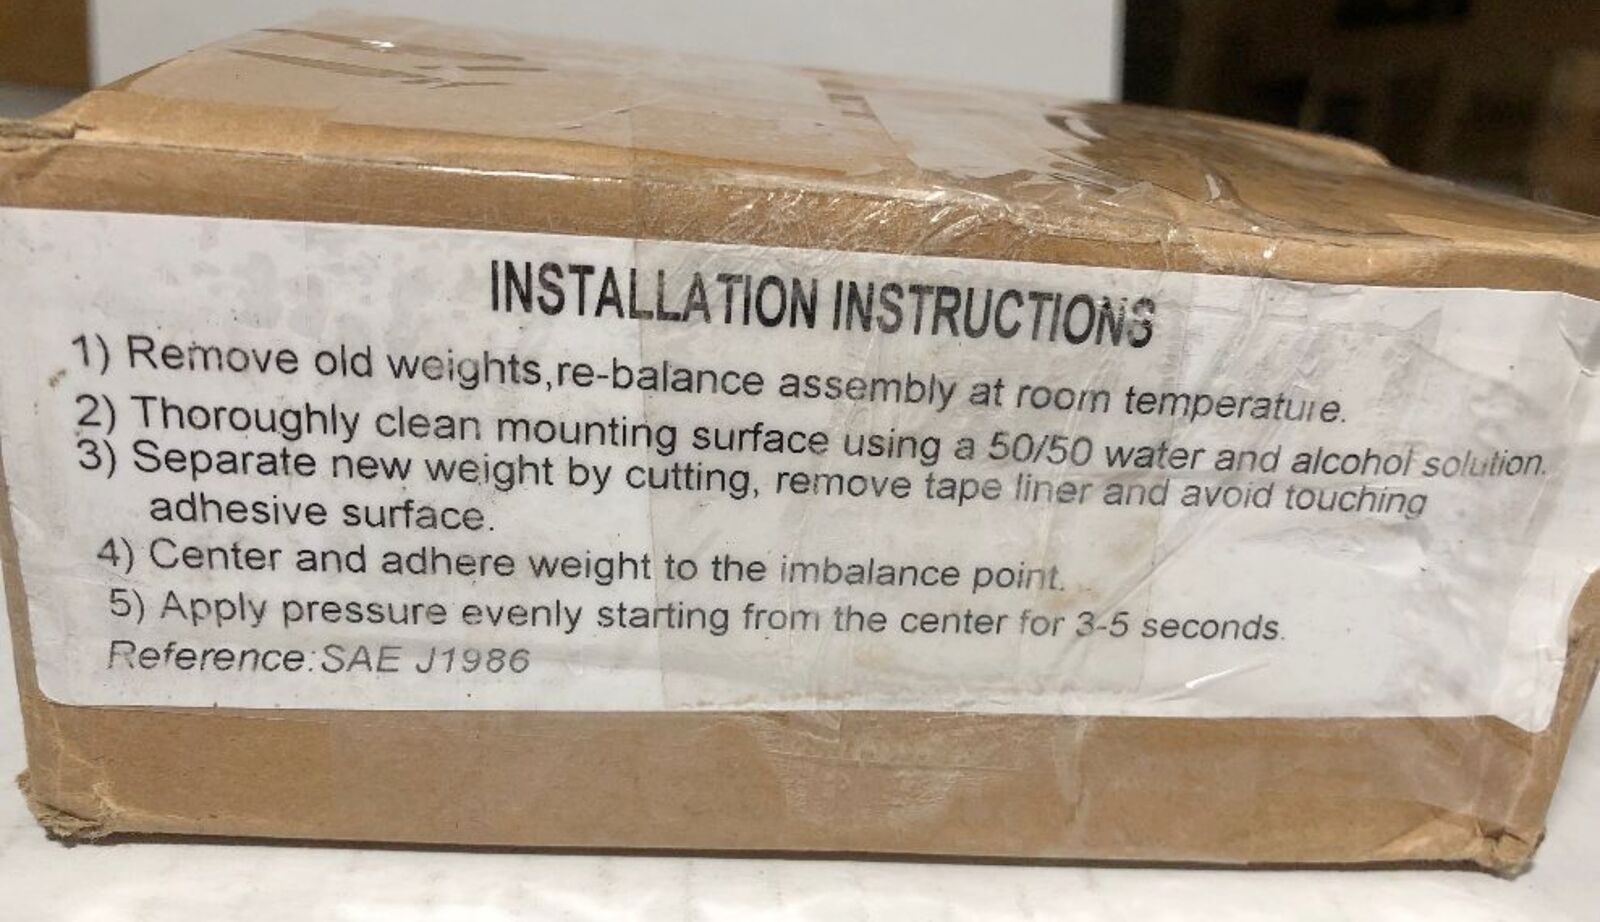 INSTALLATION INSTRUCTIONS
1) Remove old weights,re-balance assembly at room temperature.
2) Thoroughly clean mounting surface using a 50/50 water and alcohol solution.
3) Separate new weight by cutting, remove tape liner and avoid touching
adhesive surface.
4) Center and adhere weight to the imbalance point.
5) Apply pressure evenly starting from the center for 3-5 seconds.
Reference:SAE J1986